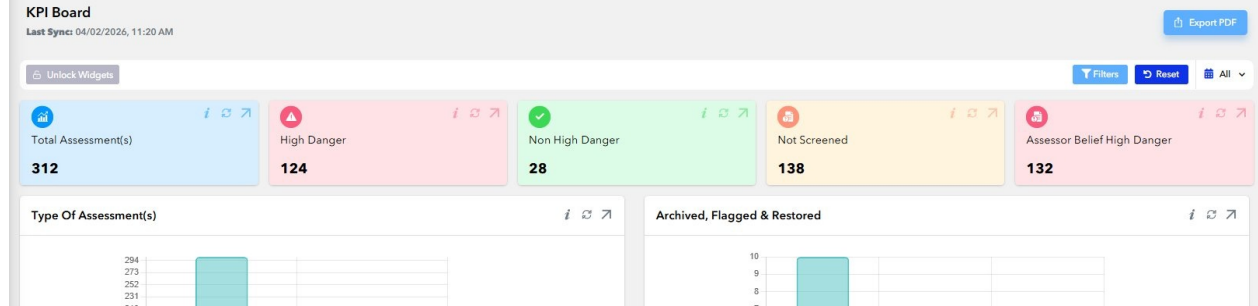 KPI Board
Last Sync: 04/02/2026, 11:20 AM
Export PDF
Unlock Widgets
Filters
Reset
All
Total Assessment(s)
312
High Danger
124
Non High Danger
28
Not Screened
138
Assessor Belief High Danger
132
Type Of Assessment(s)
294
273
252
231
Archived, Flagged & Restored
10
9
8